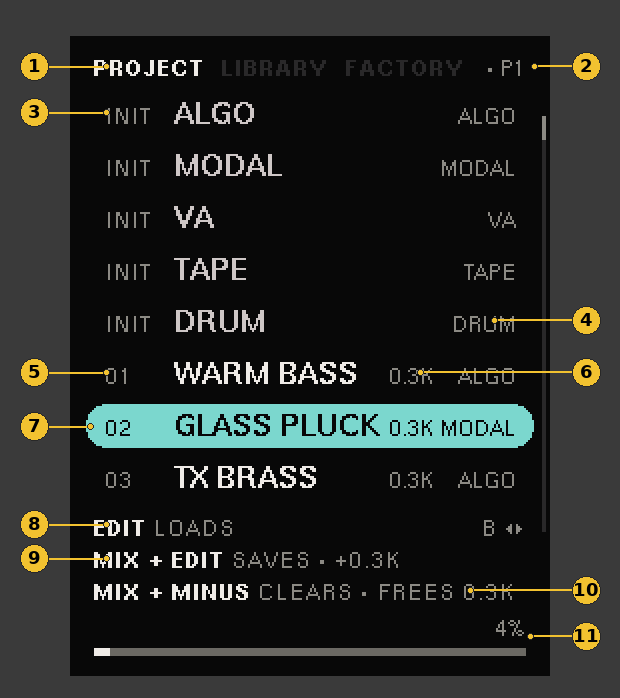 1 PROJECT LIBRARY FACTORY · P1 2
3 INIT ALGO ALGO
INIT MODAL MODAL
INIT VA VA
INIT TAPE TAPE
INIT DRUM DRUM 4
5 01 WARM BASS 0.3K ALGO 6
7 02 GLASS PLUCK 0.3K MODAL
03 TX BRASS 0.3K ALGO
8 EDIT LOADS B ◂▸
9 MIX + EDIT SAVES · +0.3K
MIX + MINUS CLEARS · FREES 0.3K 10
4% 11